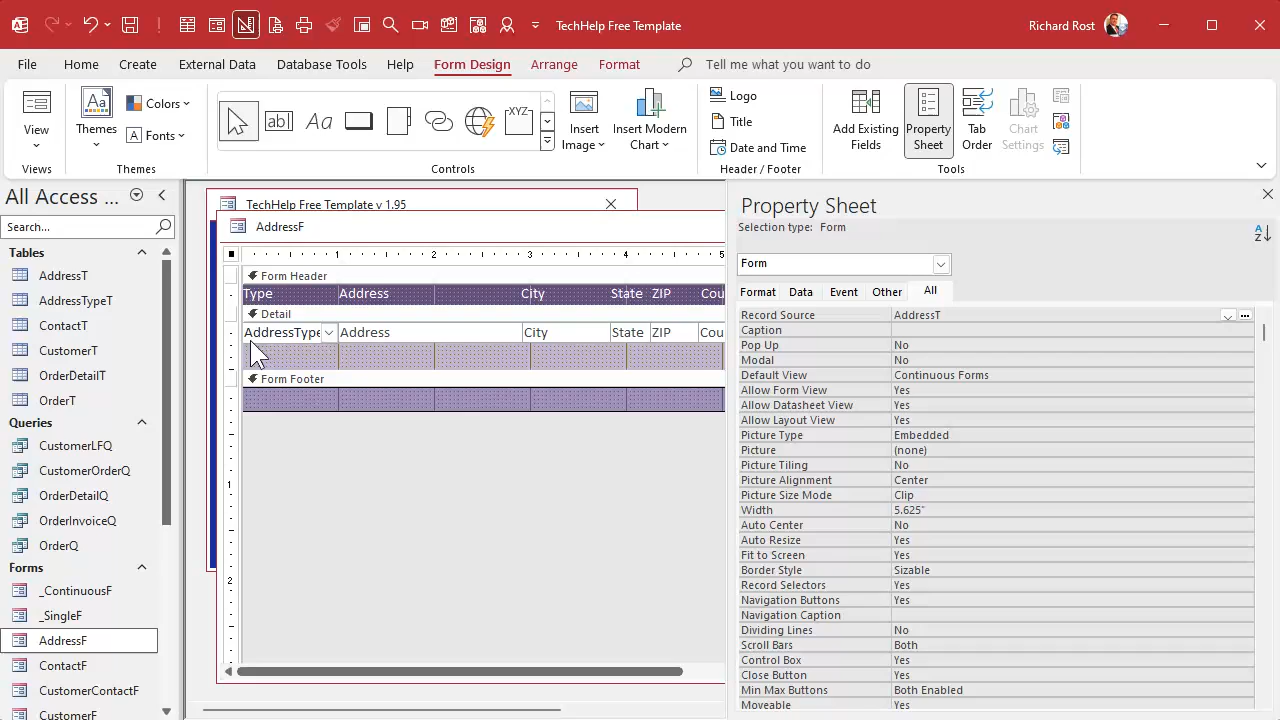 TechHelp Free Template
Richard Rost
File
Home
Create
External Data
Database Tools
Help
Form Design
Arrange
Format
Tell me what you want to do
View
Views
Themes
Colors
Fonts
Themes
ab|
Aa
XYZ
Controls
Insert Image
Insert Modern Chart
Logo
Title
Date and Time
Header / Footer
Add Existing Fields
Property Sheet
Tab Order
Chart Settings
Tools
All Access ...
Search...
Tables
AddressT
AddressTypeT
ContactT
CustomerT
OrderDetailT
OrderT
Queries
CustomerLFQ
CustomerOrderQ
OrderDetailQ
OrderInvoiceQ
OrderQ
Forms
_ContinuousF
_SingleF
AddressF
ContactF
CustomerContactF
CustomerF
TechHelp Free Template v 1.95
AddressF
1 2 3 4 5
Form Header
Type Address City State ZIP Cou
Detail
AddressType Address City State ZIP Cou
Form Footer
1
2
Property Sheet
Selection type: Form
Form
Format Data Event Other All
Record Source AddressT
Caption
Pop Up No
Modal No
Default View Continuous Forms
Allow Form View Yes
Allow Datasheet View Yes
Allow Layout View Yes
Picture Type Embedded
Picture (none)
Picture Tiling No
Picture Alignment Center
Picture Size Mode Clip
Width 5.625"
Auto Center No
Auto Resize Yes
Fit to Screen Yes
Border Style Sizable
Record Selectors Yes
Navigation Buttons Yes
Navigation Caption
Dividing Lines No
Scroll Bars Both
Control Box Yes
Close Button Yes
Min Max Buttons Both Enabled
Moveable Yes